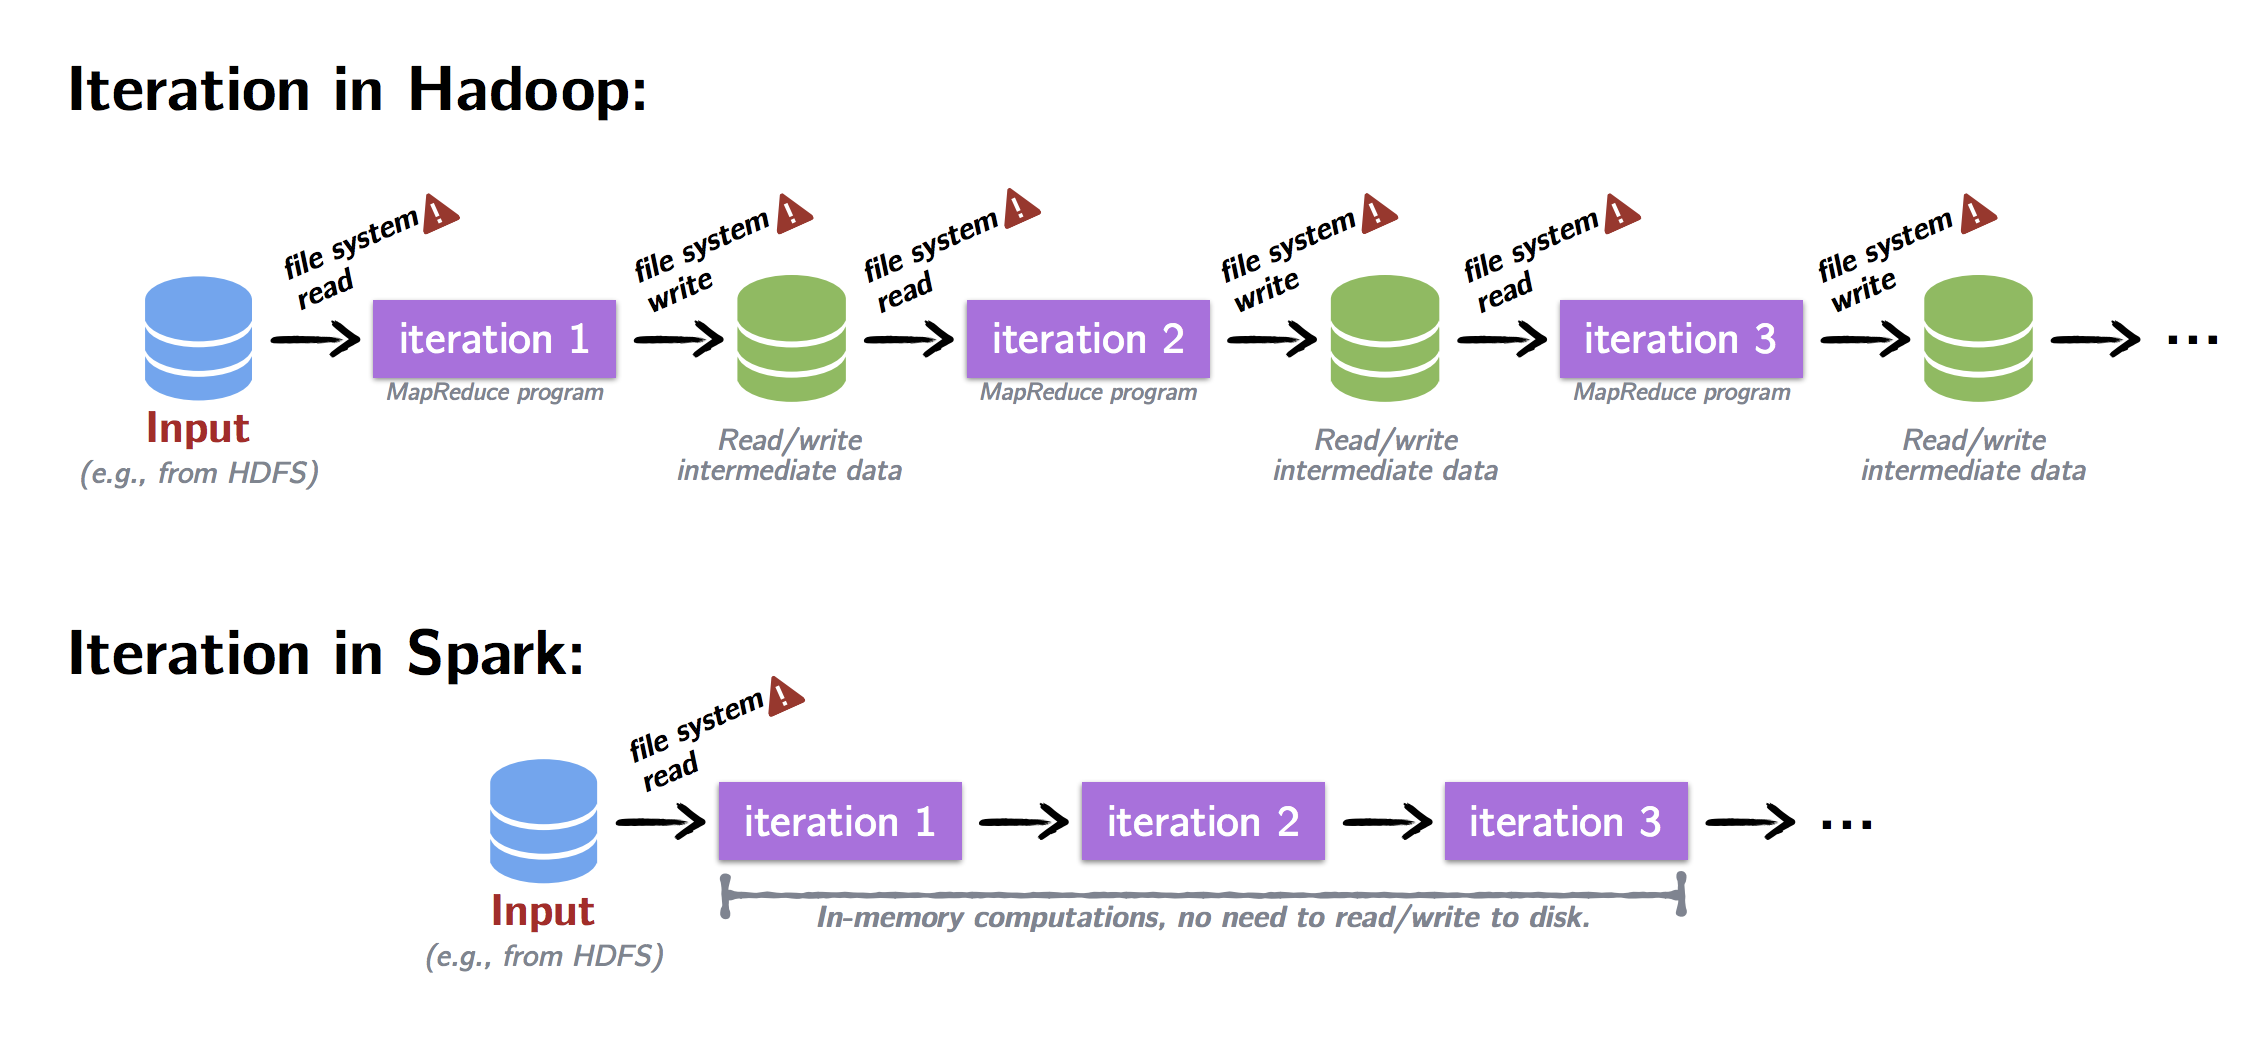 Iteration in Hadoop:
file system
read
file system
write
file system
read
file system
write
file system
read
file system
write
iteration 1
iteration 2
iteration 3
...
MapReduce program
MapReduce program
MapReduce program
Input
(e.g., from HDFS)
Read/write
intermediate data
Read/write
intermediate data
Read/write
intermediate data
Iteration in Spark:
file system
read
iteration 1
iteration 2
iteration 3
...
Input
(e.g., from HDFS)
In-memory computations, no need to read/write to disk.